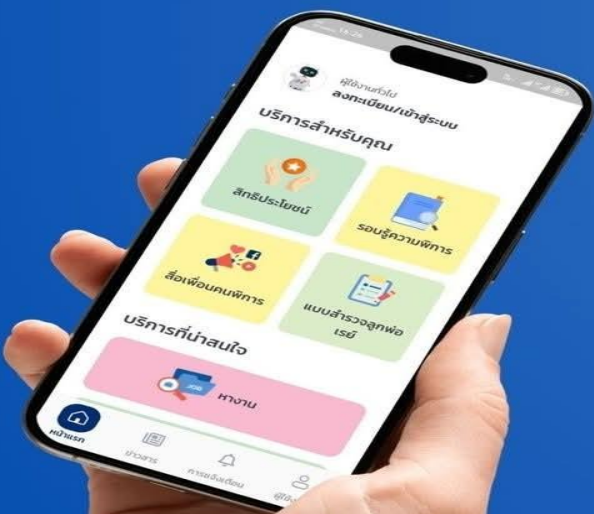 16:26
ผู้ใช้งานทั่วไป
ลงทะเบียน/เข้าสู่ระบบ
บริการสำหรับคุณ
สิทธิประโยชน์
รอบรู้ความพิการ
สื่อเพื่อนคนพิการ
แบบสำรวจลูกพ่อ
เรย์
บริการที่น่าสนใจ
JOB
หางาน
หน้าแรก
ข่าวสาร
การแจ้งเตือน